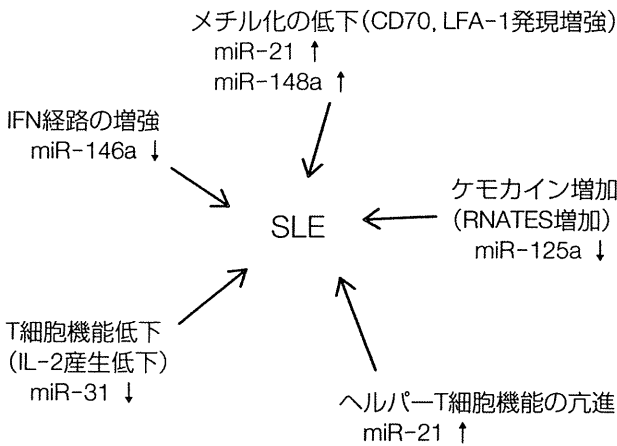 メチル化の低下(CD70, LFA-1発現増強)
miR-21 ↑
miR-148a ↑
IFN経路の増強
miR-146a ↓
ケモカイン増加
(RNATES増加)
miR-125a ↓
SLE
T細胞機能低下
(IL-2産生低下)
miR-31 ↓
ヘルパーT細胞機能の亢進
miR-21 ↑